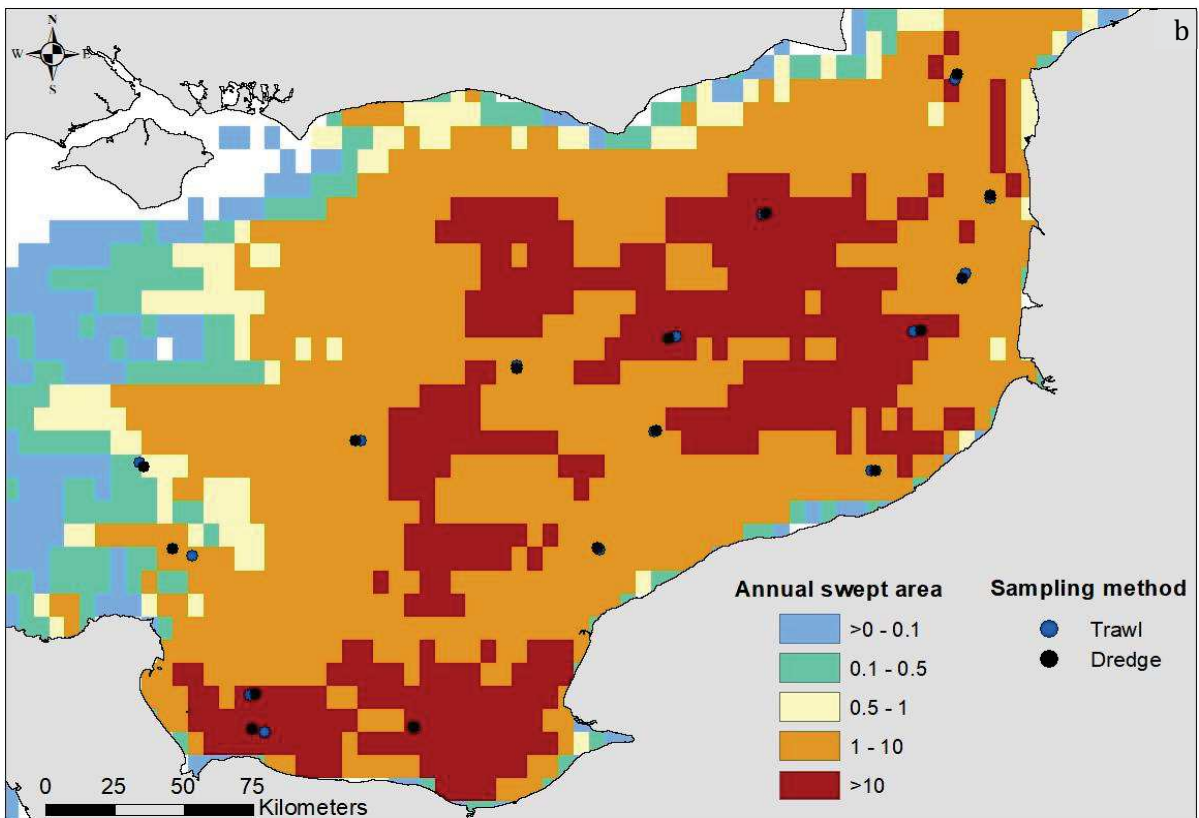 b
N
W E
S
Annual swept area
>0 - 0.1
0.1 - 0.5
0.5 - 1
1 - 10
>10
Sampling method
Trawl
Dredge
0 25 50 75
Kilometers